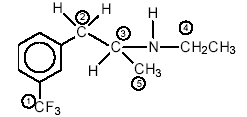 H
H ② H
③ ④
C C N CH₂CH₃
H CH₃
① ⑤
CF₃